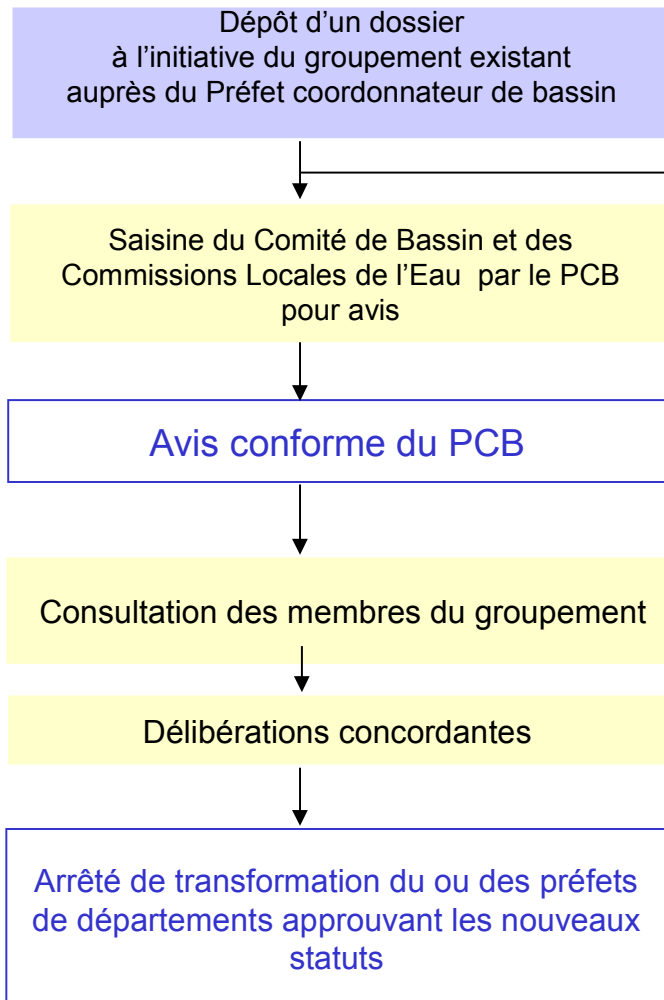 Dépôt d’un dossier
à l’initiative du groupement existant
auprès du Préfet coordonnateur de bassin
Saisine du Comité de Bassin et des
Commissions Locales de l’Eau par le PCB
pour avis
Avis conforme du PCB
Consultation des membres du groupement
Délibérations concordantes
Arrêté de transformation du ou des préfets
de départements approuvant les nouveaux
statuts